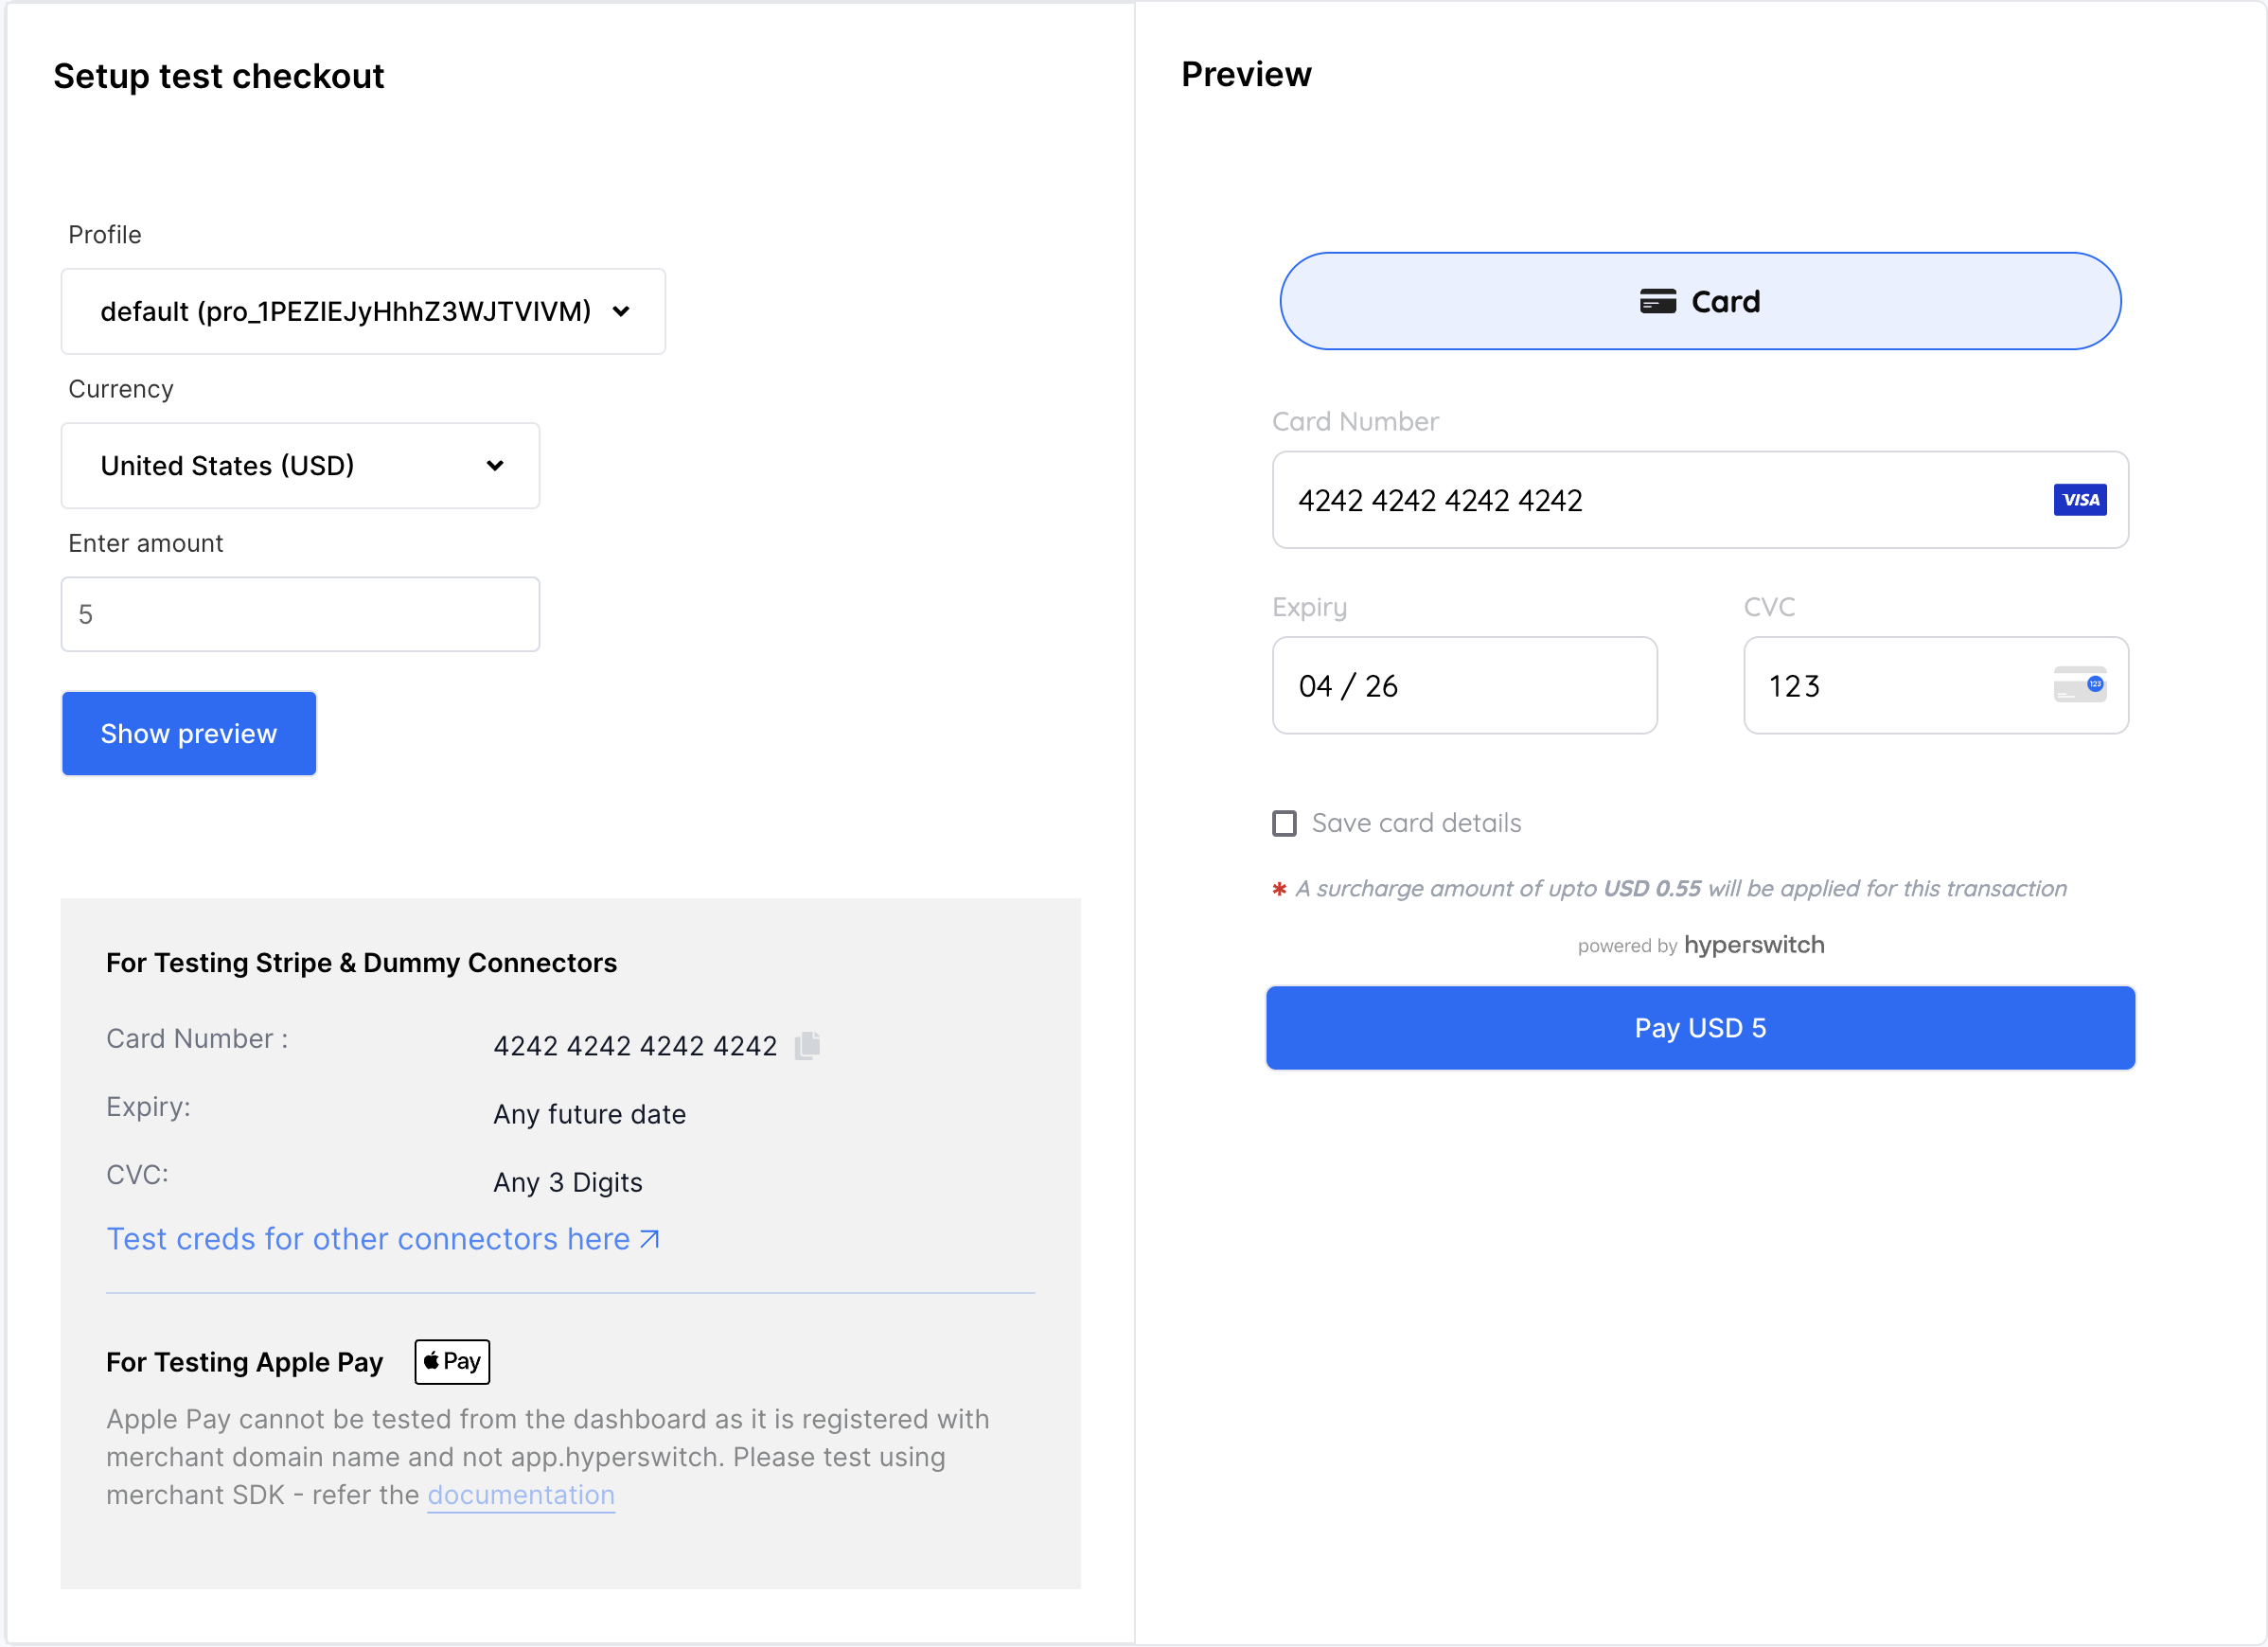 Setup test checkout
Profile
default (pro_1PEZIEJyHhhZ3WJTVIVM)
Currency
United States (USD)
Enter amount
5
Show preview
For Testing Stripe & Dummy Connectors
Card Number : 4242 4242 4242 4242
Expiry: Any future date
CVC: Any 3 Digits
Test creds for other connectors here
For Testing Apple Pay Pay
Apple Pay cannot be tested from the dashboard as it is registered with
merchant domain name and not app.hyperswitch. Please test using
merchant SDK - refer the documentation
Preview
Card
Card Number
4242 4242 4242 4242 VISA
Expiry CVC
04 / 26 123 123
Save card details
* A surcharge amount of upto USD 0.55 will be applied for this transaction
powered by hyperswitch
Pay USD 5